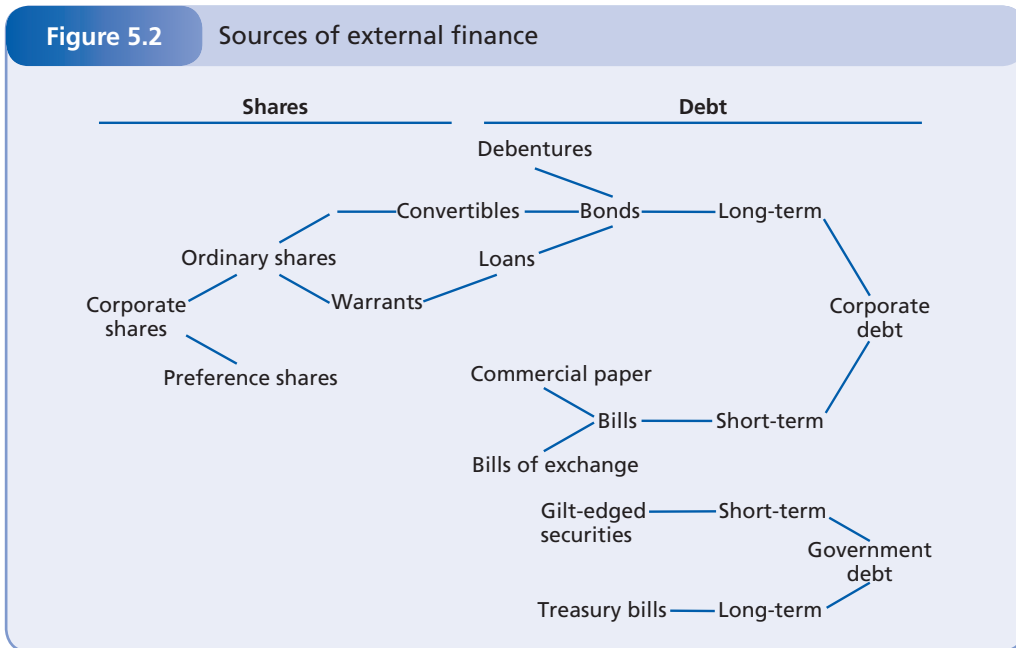 Figure 5.2
Sources of external finance
Shares
Debt
Debentures
Convertibles
Bonds
Long-term
Ordinary shares
Loans
Corporate
shares
Warrants
Corporate
debt
Preference shares
Commercial paper
Bills
Short-term
Bills of exchange
Gilt-edged
securities
Short-term
Government
debt
Treasury bills
Long-term